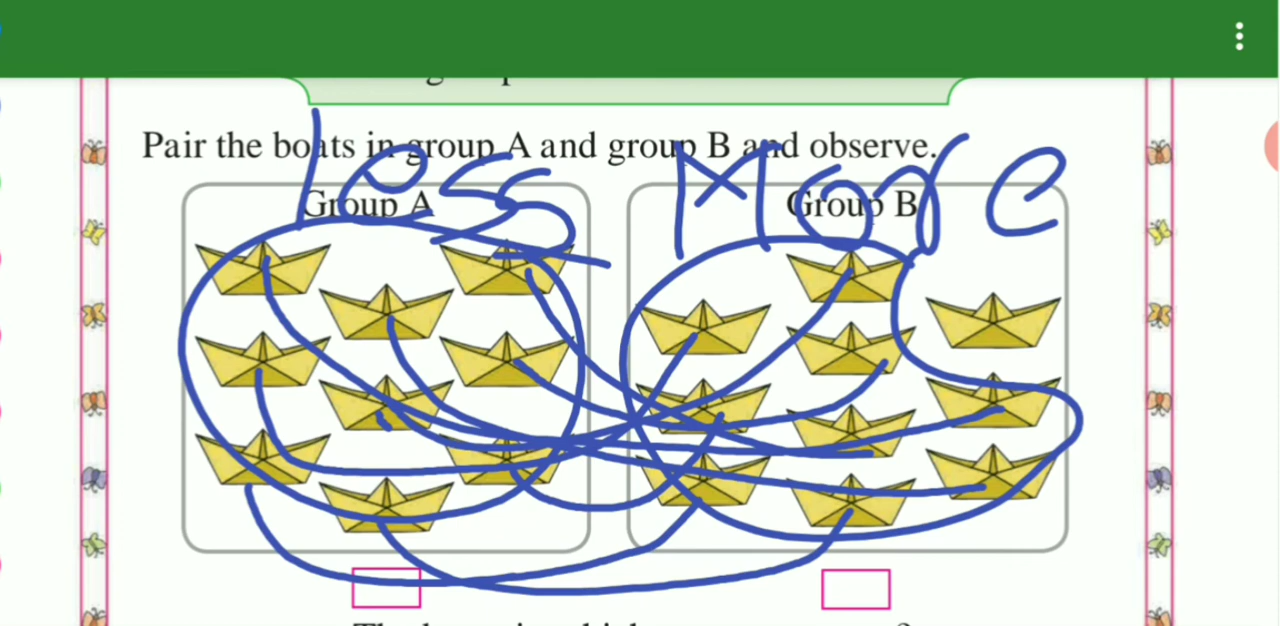 Pair the boats in group A and group B and observe.
less More
Group A Group B